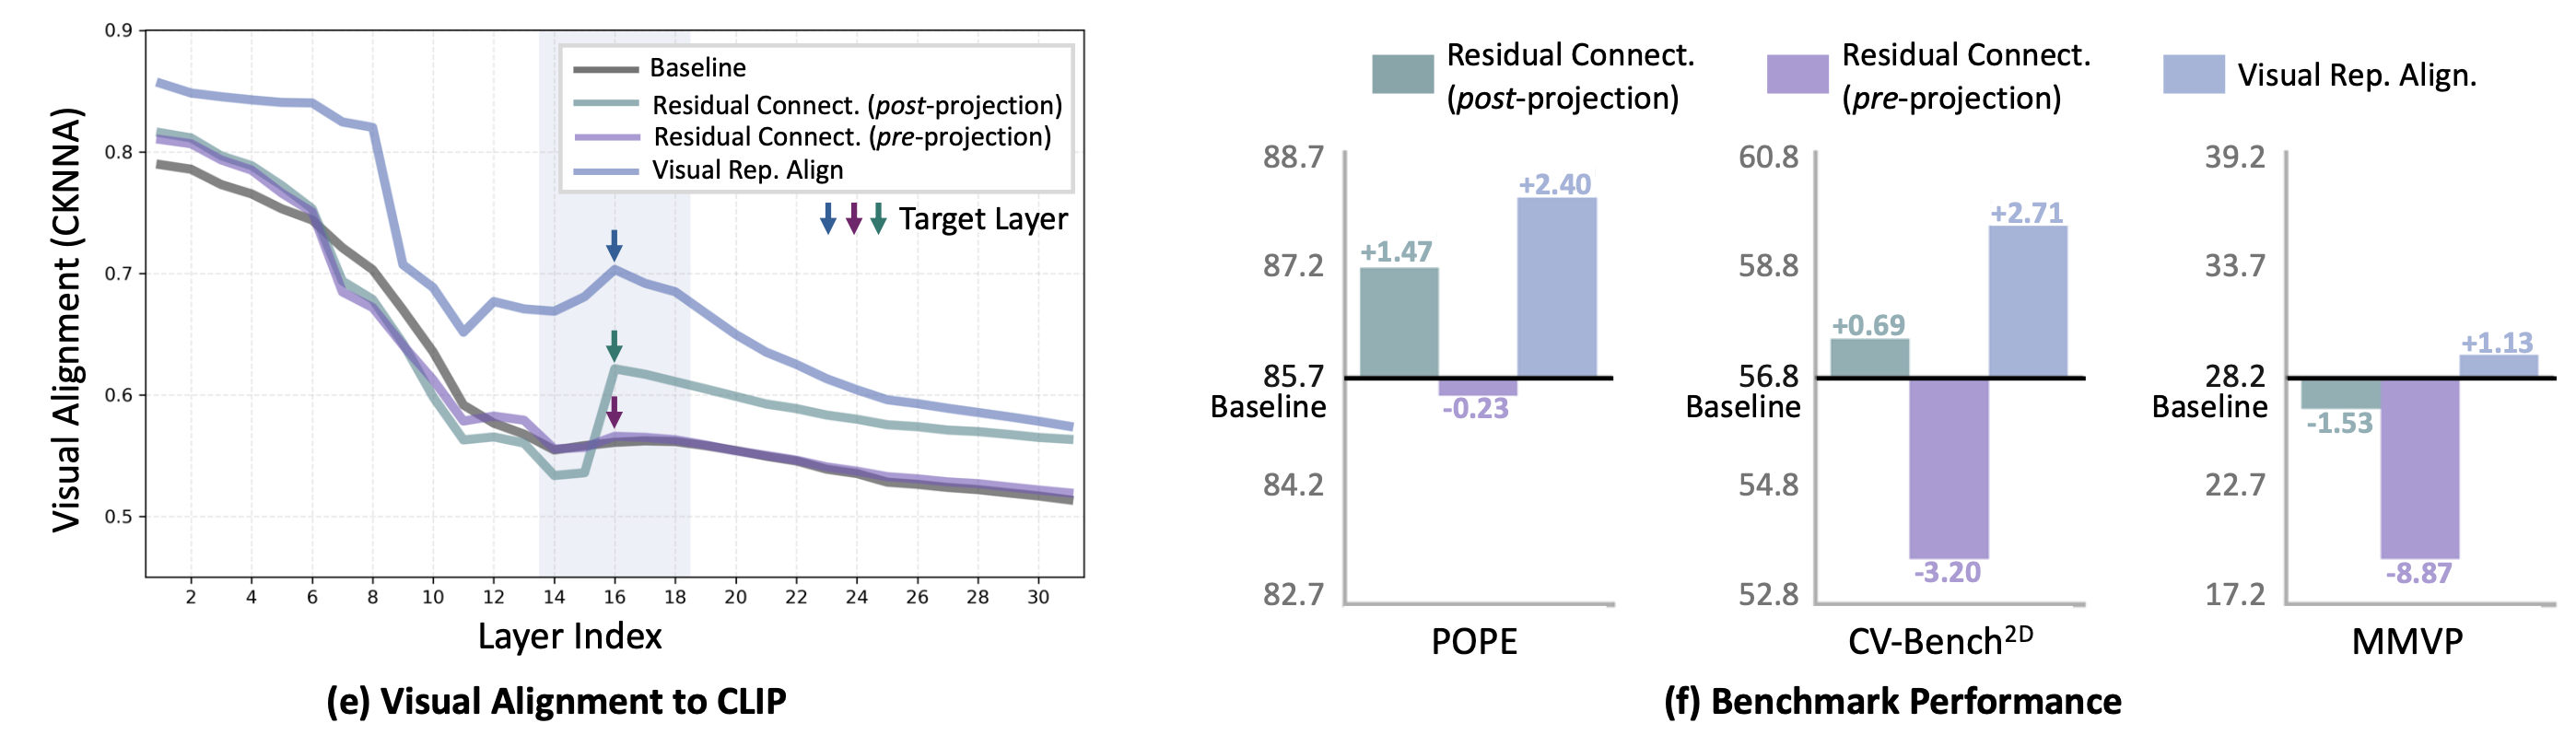 0.9
0.8
0.7
0.6
0.5
Visual Alignment (CKNNA)
Baseline
Residual Connect. (post-projection)
Residual Connect. (pre-projection)
Visual Rep. Align
Target Layer
2 4 6 8 10 12 14 16 18 20 22 24 26 28 30
Layer Index
(e) Visual Alignment to CLIP
Residual Connect.
(post-projection)
Residual Connect.
(pre-projection)
Visual Rep. Align.
88.7
87.2
85.7
Baseline
84.2
82.7
+1.47
-0.23
+2.40
POPE
60.8
58.8
56.8
Baseline
54.8
52.8
+0.69
-3.20
+2.71
CV-Bench2D
39.2
33.7
28.2
Baseline
22.7
17.2
-1.53
-8.87
+1.13
MMVP
(f) Benchmark Performance